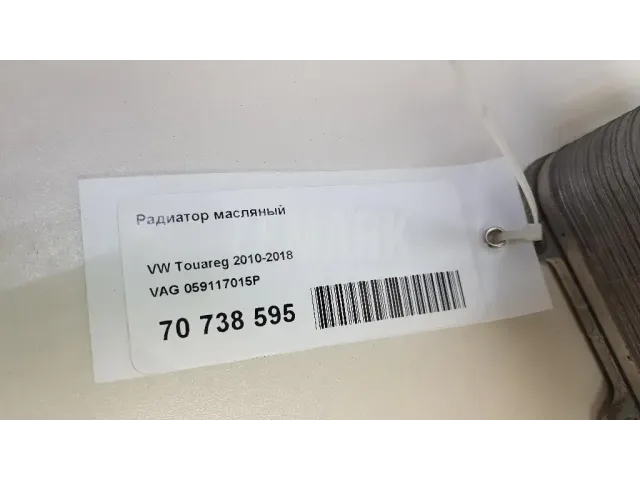 Радиатор масляный
VW Touareg 2010-2018
VAG 059117015P
70 738 595